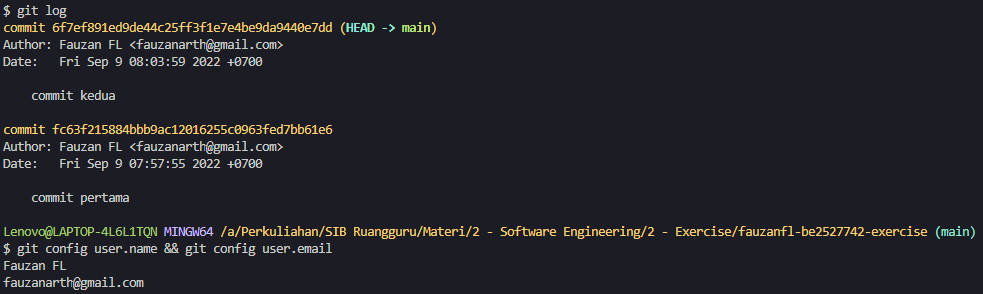 $ git log
commit 6f7ef891ed9de44c25ff3f1e7e4be9da9440e7dd (HEAD -> main)
Author: Fauzan FL <fauzanarth@gmail.com>
Date:   Fri Sep 9 08:03:59 2022 +0700
    commit kedua
commit fc63f215884bbb9ac12016255c0963fed7bb61e6
Author: Fauzan FL <fauzanarth@gmail.com>
Date:   Fri Sep 9 07:57:55 2022 +0700
    commit pertama
Lenovo@LAPTOP-4L6L1TQN MINGW64 /a/Perkuliahan/SIB Ruangguru/Materi/2 - Software Engineering/2 - Exercise/fauzanfl-be2527742-exercise (main)
$ git config user.name && git config user.email
Fauzan FL
fauzanarth@gmail.com